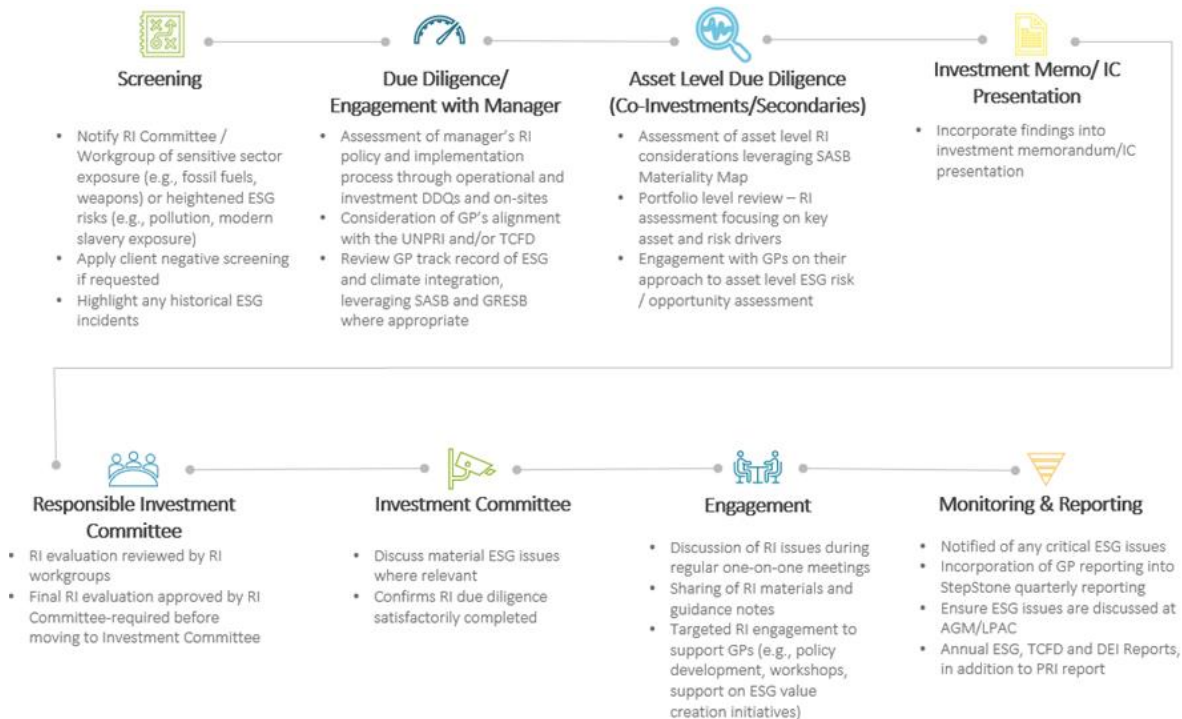 Screening
• Notify RI Committee /
Workgroup of sensitive sector
exposure (e.g., fossil fuels,
weapons) or heightened ESG
risks (e.g., pollution, modern
slavery exposure)
• Apply client negative screening
if requested
• Highlight any historical ESG
incidents
Due Diligence/
Engagement with Manager
• Assessment of manager's RI
policy and implementation
process through operational and
investment DDQs and on-sites
• Consideration of GP's alignment
with the UNPRI and/or TCFD
• Review GP track record of ESG
and climate integration,
leveraging SASB and GRESB
where appropriate
Asset Level Due Diligence
(Co-Investments/Secondaries)
• Assessment of asset level RI
considerations leveraging SASB
Materiality Map
• Portfolio level review – RI
assessment focusing on key
asset and risk drivers
• Engagement with GPs on their
approach to asset level ESG risk
/ opportunity assessment
Investment Memo/ IC
Presentation
• Incorporate findings into
investment memorandum/IC
presentation
Responsible Investment
Committee
• RI evaluation reviewed by RI
workgroups
• Final RI evaluation approved by RI
Committee-required before
moving to Investment Committee
Investment Committee
• Discuss material ESG issues
where relevant
• Confirms RI due diligence
satisfactorily completed
Engagement
• Discussion of RI issues during
regular one-on-one meetings
• Sharing of RI materials and
guidance notes
• Targeted RI engagement to
support GPs (e.g., policy
development, workshops,
support on ESG value
creation initiatives)
Monitoring & Reporting
• Notified of any critical ESG issues
• Incorporation of GP reporting into
StepStone quarterly reporting
• Ensure ESG issues are discussed at
AGM/LPAC
• Annual ESG, TCFD and DEI Reports,
in addition to PRI report